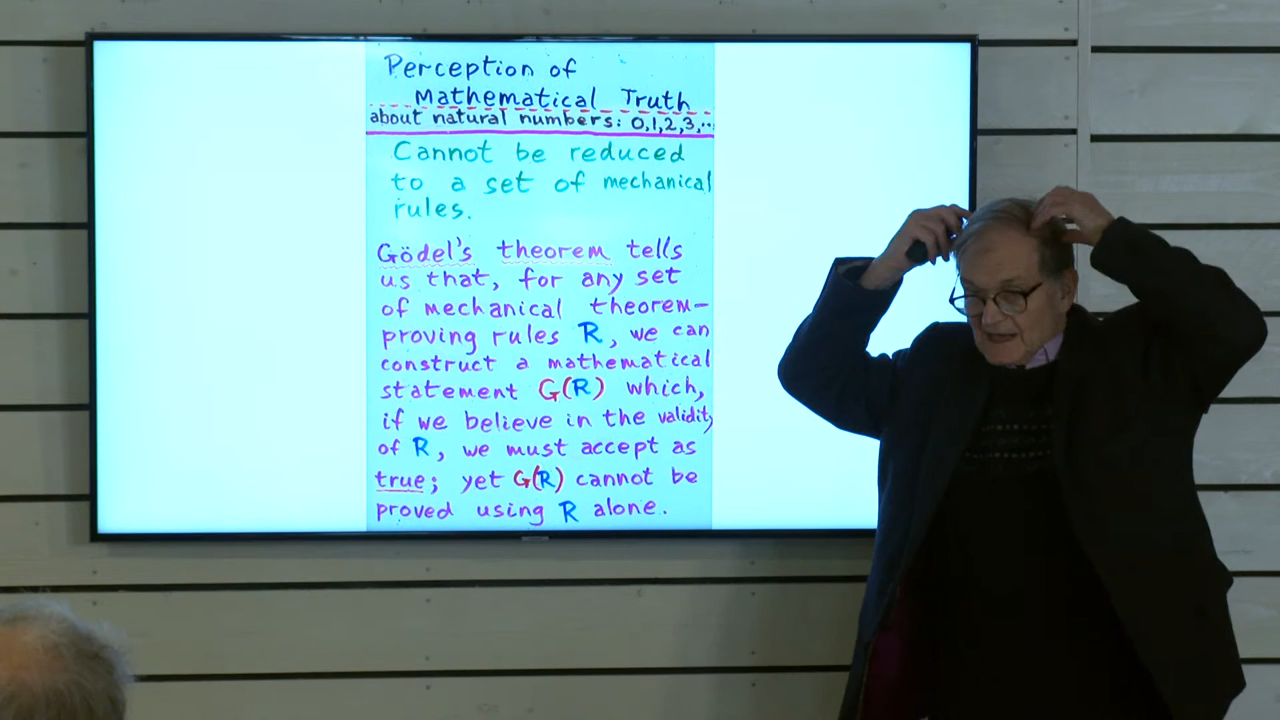 Perception of
Mathematical Truth
about natural numbers: 0,1,2,3,..
Cannot be reduced
to a set of mechanical
rules.
Gödel's theorem tells
us that, for any set
of mechanical theorem-
proving rules R, we can
construct a mathematical
statement G(R) which,
if we believe in the validity
of R, we must accept as
true; yet G(R) cannot be
proved using R alone.